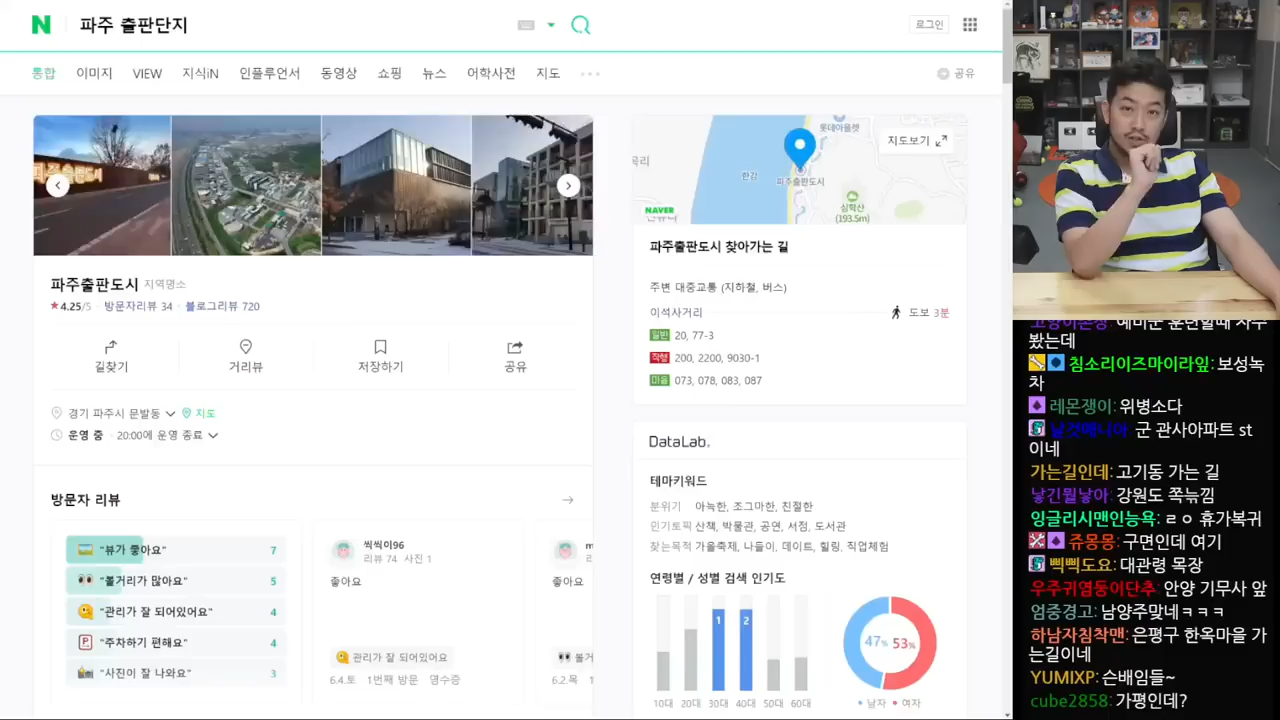 N 파주 출판단지 로그인
통합 이미지 VIEW 지식iN 인플루언서 동영상 쇼핑 뉴스 어학사전 지도 공유
파주출판도시 지역명소
★4.25/5 · 방문자리뷰 34 · 블로그리뷰 720
길찾기 거리뷰 저장하기 공유
경기 파주시 문발동 지도
운영 중 · 20:00에 운영 종료
방문자 리뷰
"뷰가 좋아요" 7
"볼거리가 많아요" 5
"관리가 잘 되어있어요" 4
"주차하기 편해요" 4
"사진이 잘 나와요" 3
씩씩이96
리뷰 74 사진 1
좋아요
관리가 잘 되어있어요
6.4.토 1번째 방문 영수증
좋아요
볼거
6.2.목 1
롯데아울렛
지도보기
한강
파주출판도시
심학산
(193.5m)
NAVER
파주출판도시 찾아가는 길
주변 대중교통 (지하철, 버스)
이석사거리 도보 3분
일반 20, 77-3
직행 200, 2200, 9030-1
마을 073, 078, 083, 087
DataLab.
테마키워드
분위기 아늑한, 조그마한, 친절한
인기토픽 산책, 박물관, 공연, 서점, 도서관
찾는목적 가을축제, 나들이, 데이트, 힐링, 직업체험
연령별 / 성별 검색 인기도
1 2
10대 20대 30대 40대 50대 60대
47% 53%
남자 여자
봤는데
침소리이즈마이라잎: 보성녹
차
레몬쟁이: 위병소다
날것매니아: 군 관사아파트 st
이네
가는길인데: 고기동 가는 길
낳긴뭘낳아: 강원도 쪽늒낌
잉글리시맨인능욕: ㄹㅇ 휴가복귀
쥬몽몽: 구면인데 여기
삑삑도요: 대관령 목장
우주귀염둥이단추: 안양 기무사 앞
엄중경고: 남양주맞네ㅋㅋㅋ
하남자침착맨: 은평구 한옥마을 가
는길이네
YUMIXP: 슨배임들~
cube2858: 가평인데?